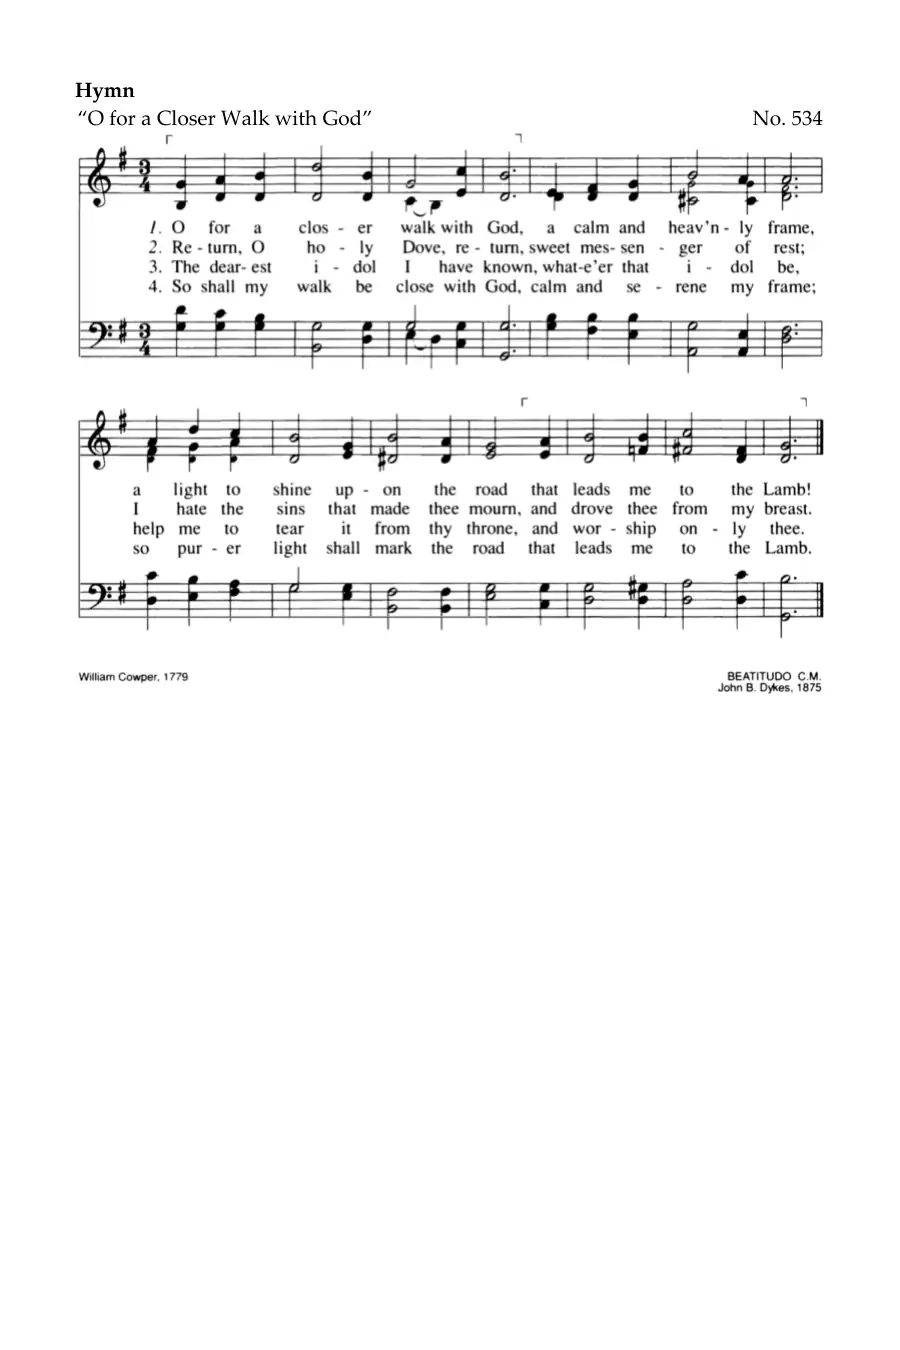 Hymn
“O for a Closer Walk with God” No. 534
1. O for a clos - er walk with God, a calm and heav'n - ly frame,
2. Re - turn, O ho - ly Dove, re - turn, sweet mes- sen - ger of rest;
3. The dear- est i - dol I have known, what-e'er that i - dol be,
4. So shall my walk be close with God, calm and se - rene my frame;
a light to shine up - on the road that leads me to the Lamb!
I hate the sins that made thee mourn, and drove thee from my breast.
help me to tear it from thy throne, and wor - ship on - ly thee.
so pur - er light shall mark the road that leads me to the Lamb.
William Cowper, 1779 BEATITUDO C.M.
John B. Dykes, 1875